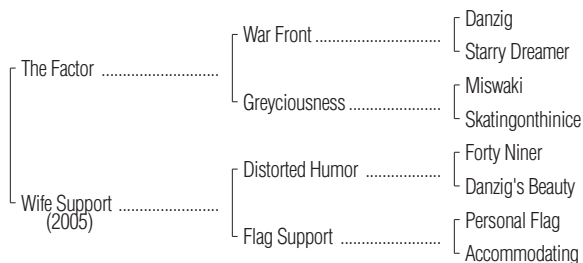 Danzig
War Front ......................................
Starry Dreamer
The Factor ...................................
Miswaki
Greyciousness ............................
Skatingonthinice
Forty Niner
Distorted Humor .......................
Danzig's Beauty
Wife Support ..............................
(2005)
Personal Flag
Flag Support ..............................
Accommodating